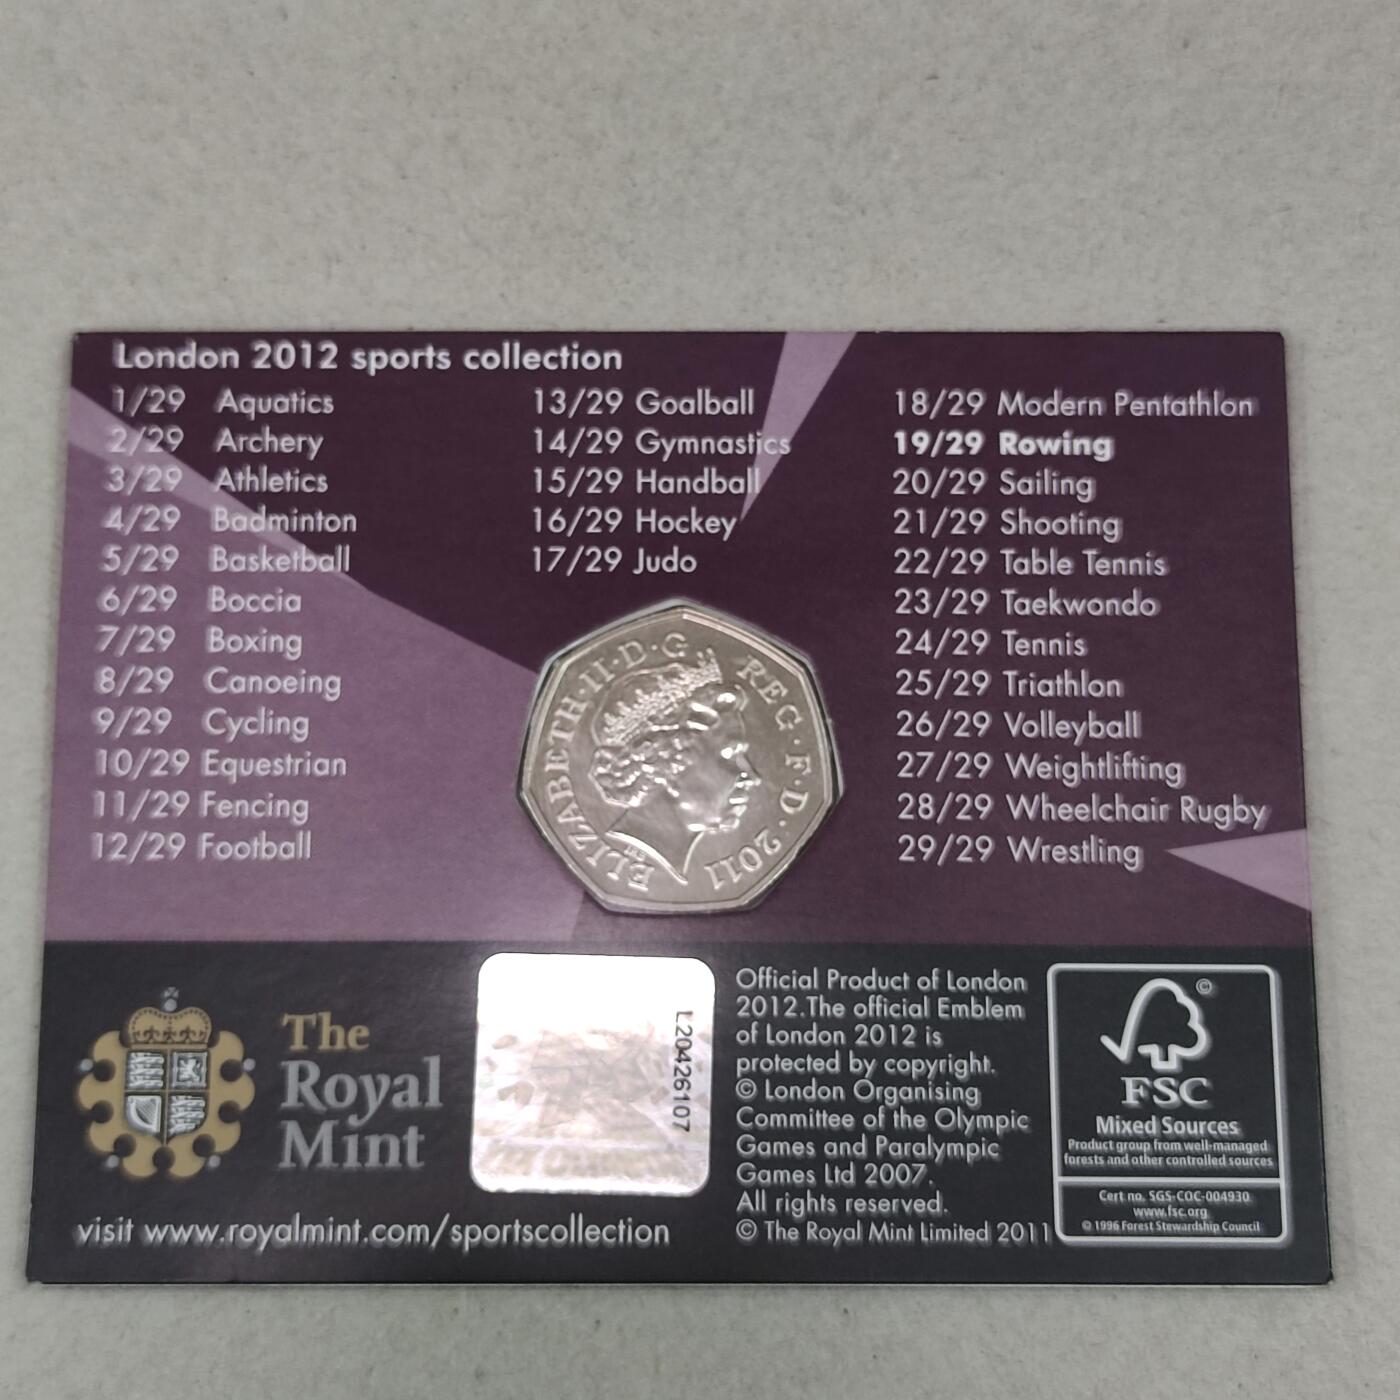 London 2012 sports collection
1/29 Aquatics
2/29 Archery
3/29 Athletics
4/29 Badminton
5/29 Basketball
6/29 Boccia
7/29 Boxing
8/29 Canoeing
9/29 Cycling
10/29 Equestrian
11/29 Fencing
12/29 Football
13/29 Goalball
14/29 Gymnastics
15/29 Handball
16/29 Hockey
17/29 Judo
18/29 Modern Pentathlon
19/29 Rowing
20/29 Sailing
21/29 Shooting
22/29 Table Tennis
23/29 Taekwondo
24/29 Tennis
25/29 Triathlon
26/29 Volleyball
27/29 Weightlifting
28/29 Wheelchair Rugby
29/29 Wrestling
ELIZABETH·II·D·G REG·F·D·2011
The
Royal
Mint
visit www.royalmint.com/sportscollection
L20426107
Official Product of London
2012.The official Emblem
of London 2012 is
protected by copyright.
© London Organising
Committee of the Olympic
Games and Paralympic
Games Ltd 2007.
All rights reserved.
© The Royal Mint Limited 2011
©
FSC
Mixed Sources
Product group from well-managed
forests and other controlled sources
Cert no. SGS-COC-004930
www.fsc.org
© 1996 Forest Stewardship Council